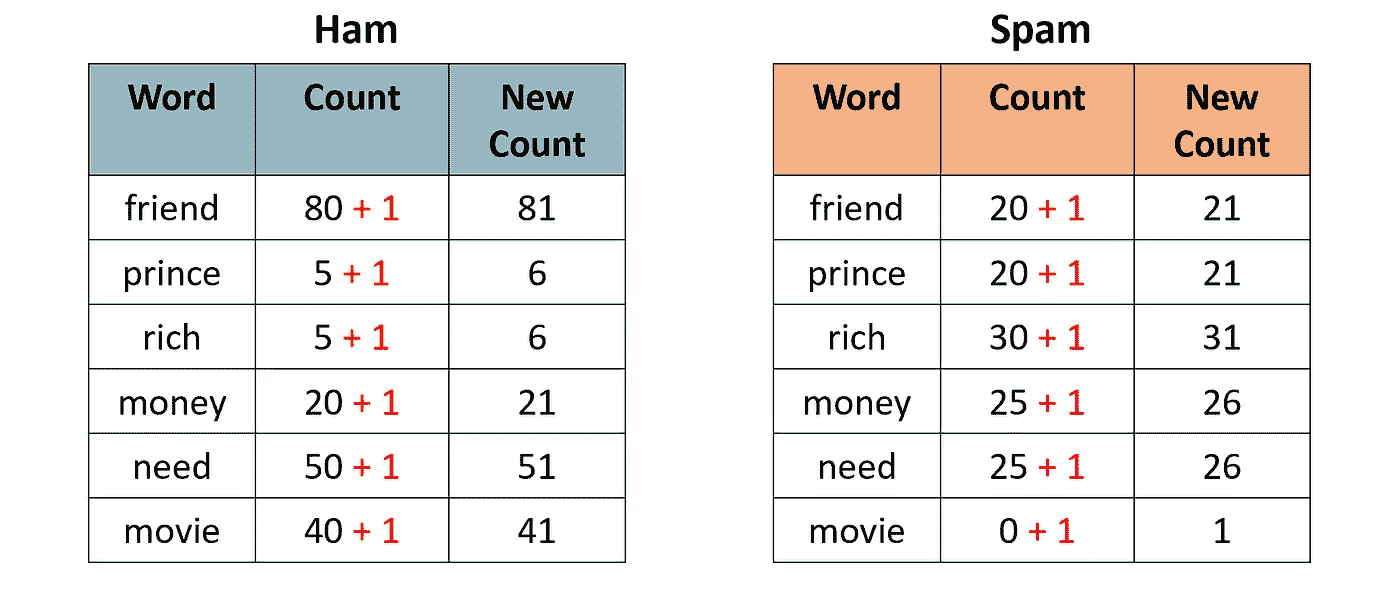 Ham
Word Count New Count
friend 80 + 1 81
prince 5 + 1 6
rich 5 + 1 6
money 20 + 1 21
need 50 + 1 51
movie 40 + 1 41
Spam
Word Count New Count
friend 20 + 1 21
prince 20 + 1 21
rich 30 + 1 31
money 25 + 1 26
need 25 + 1 26
movie 0 + 1 1